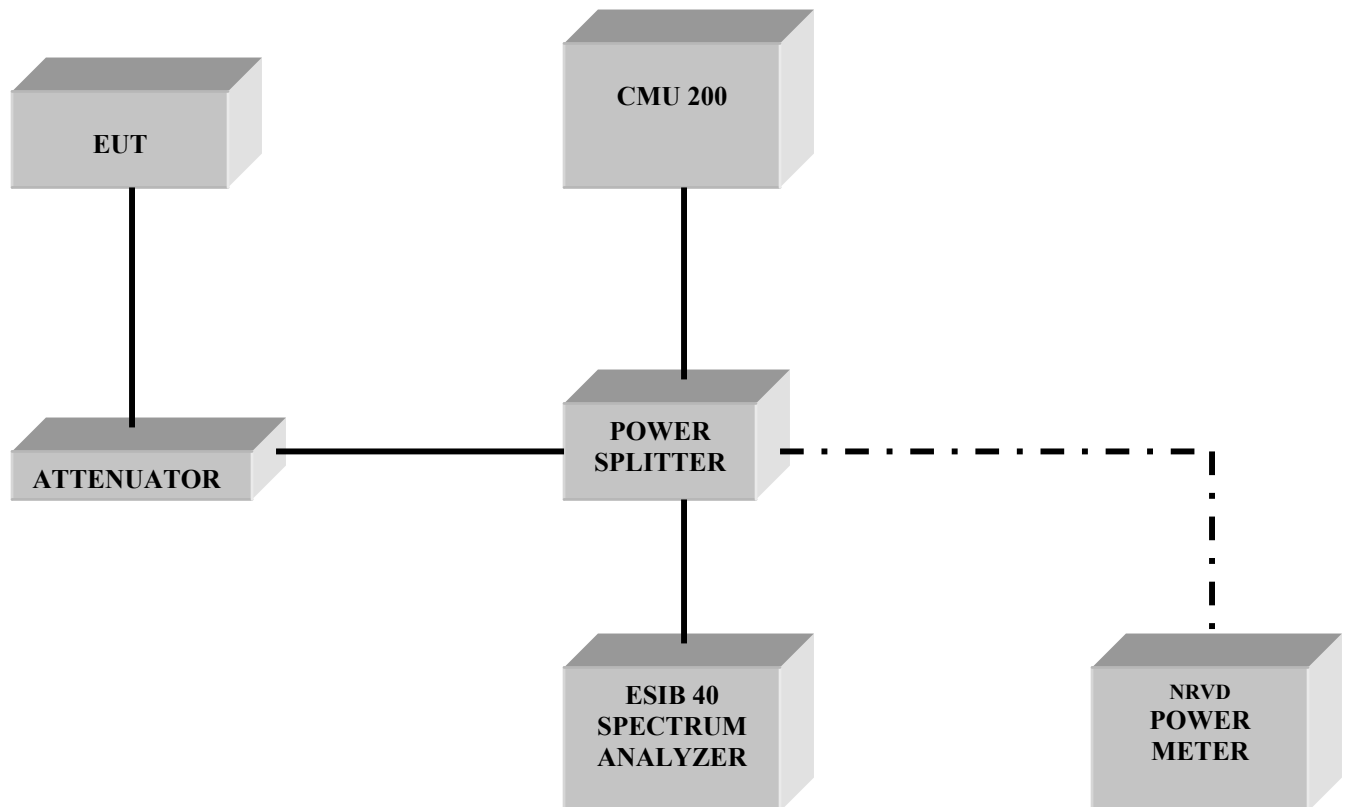 EUT
CMU 200
ATTENUATOR
POWER
SPLITTER
ESIB 40
SPECTRUM
ANALYZER
NRVD
POWER
METER